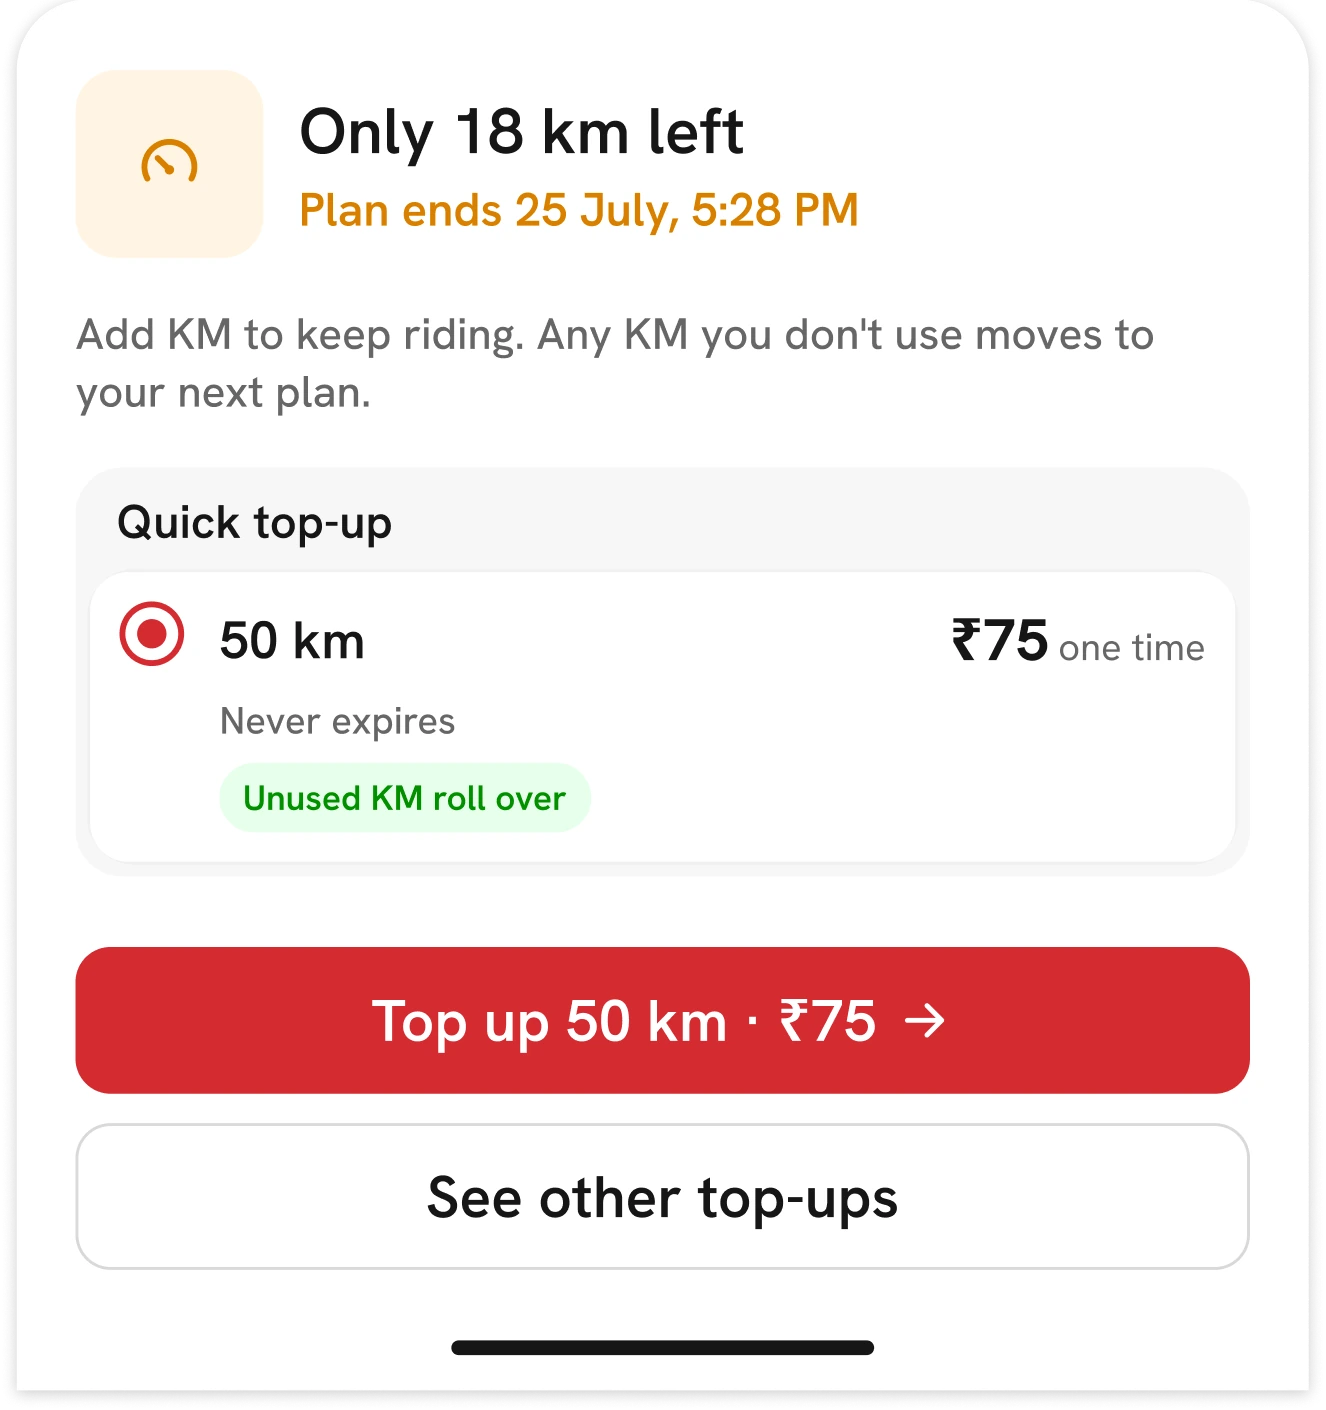 Only 18 km left
Plan ends 25 July, 5:28 PM
Add KM to keep riding. Any KM you don't use moves to
your next plan.
Quick top-up
50 km
₹75 one time
Never expires
Unused KM roll over
Top up 50 km · ₹75 →
See other top-ups